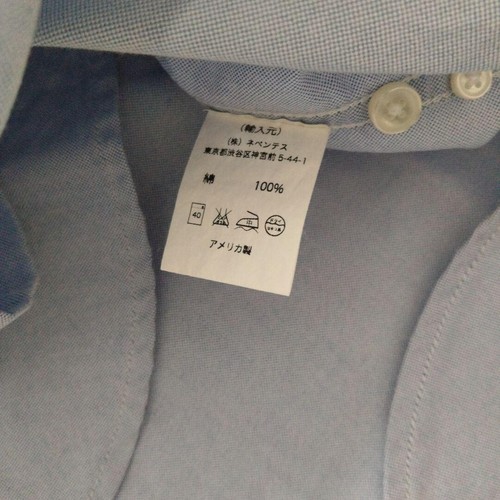 (輸入元)
(株) ネペンテス
東京都渋谷区神宮前 5-44-1
綿 100%
40
中
アメリカ製